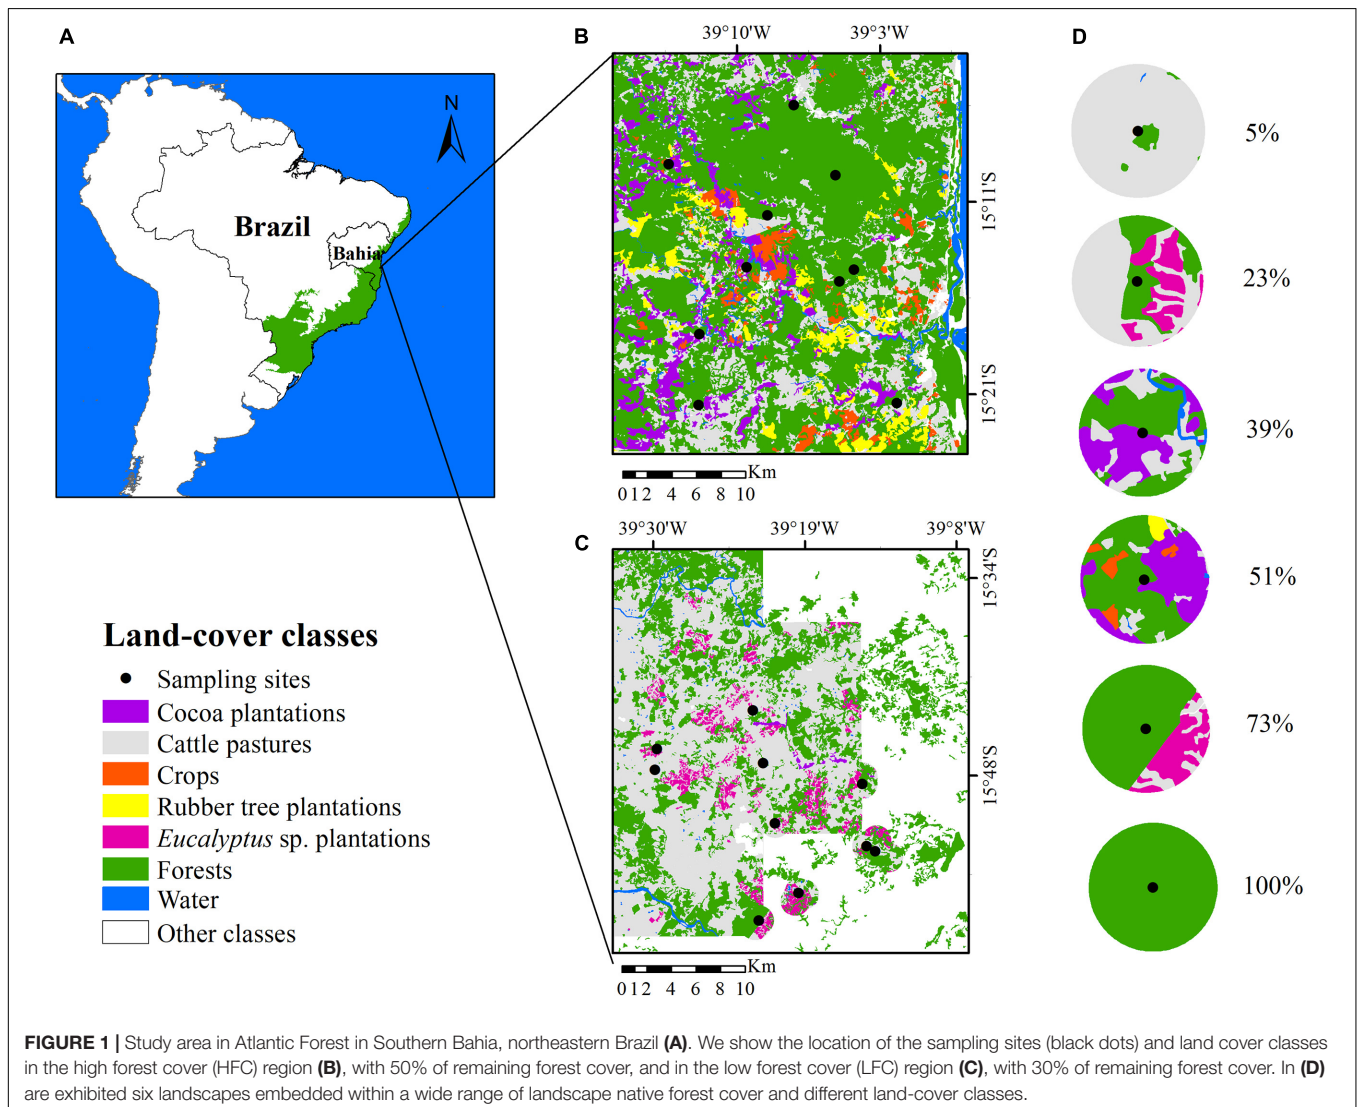 A
N
Brazil
Bahia
B
39°10'W
39°3'W
15°11'S
15°21'S
Km
0 1 2 4 6 8 10
C
39°30'W
39°19'W
39°8'W
15°34'S
15°48'S
Km
0 1 2 4 6 8 10
D
5%
23%
39%
51%
73%
100%
Land-cover classes
Sampling sites
Cocoa plantations
Cattle pastures
Crops
Rubber tree plantations
Eucalyptus sp. plantations
Forests
Water
Other classes
FIGURE 1 | Study area in Atlantic Forest in Southern Bahia, northeastern Brazil (A). We show the location of the sampling sites (black dots) and land cover classes
in the high forest cover (HFC) region (B), with 50% of remaining forest cover, and in the low forest cover (LFC) region (C), with 30% of remaining forest cover. In (D)
are exhibited six landscapes embedded within a wide range of landscape native forest cover and different land-cover classes.